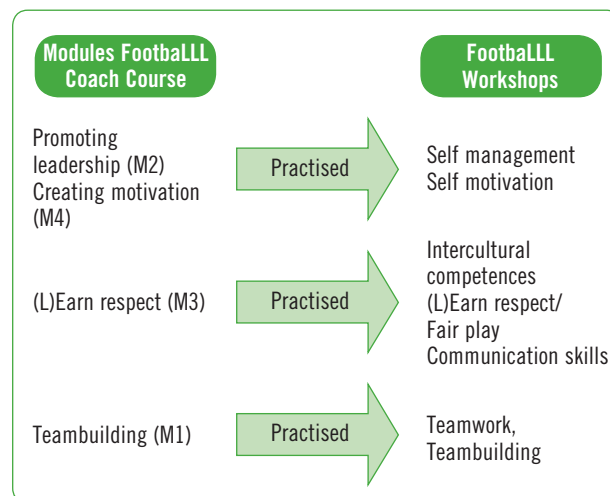 Modules FootbaLLL
Coach Course
FootbaLLL
Workshops
Promoting
leadership (M2)
Creating motivation
(M4)
Practised
Self management
Self motivation
(L)Earn respect (M3)
Practised
Intercultural
competences
(L)Earn respect/
Fair play
Communication skills
Teambuilding (M1)
Practised
Teamwork,
Teambuilding